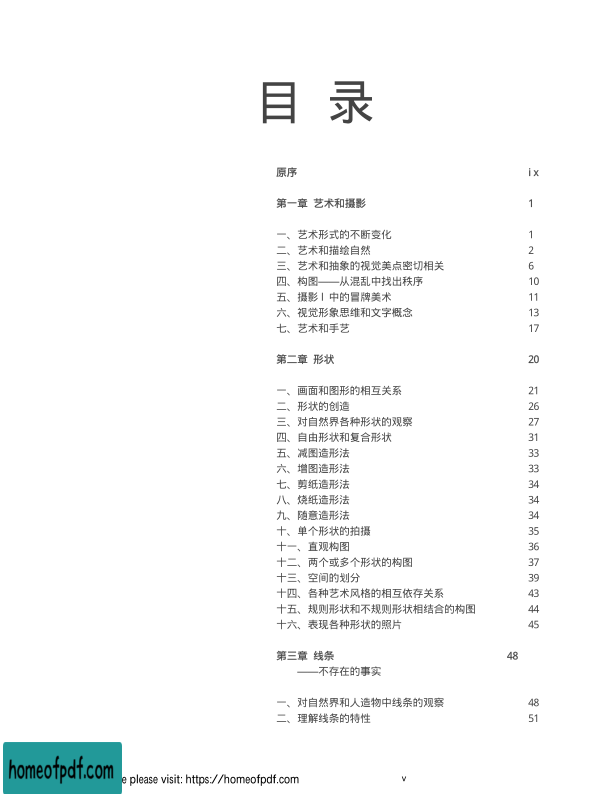 目 录
原序 ix
第一章 艺术和摄影 1
一、艺术形式的不断变化 1
二、艺术和描绘自然 2
三、艺术和抽象的视觉美点密切相关 6
四、构图——从混乱中找出秩序 10
五、摄影丨中的冒牌美术 11
六、视觉形象思维和文字概念 13
七、艺术和手艺 17
第二章 形状 20
一、画面和图形的相互关系 21
二、形状的创造 26
三、对自然界各种形状的观察 27
四、自由形状和复合形状 31
五、减图造形法 33
六、增图造形法 33
七、剪纸造形法 34
八、烧纸造形法 34
九、随意造形法 34
十、单个形状的拍摄 35
十一、直观构图 36
十二、两个或多个形状的构图 37
十三、空间的划分 39
十四、各种艺术风格的相互依存关系 43
十五、规则形状和不规则形状相结合的构图 44
十六、表现各种形状的照片 45
第三章 线条 48
——不存在的事实
一、对自然界和人造物中线条的观察 48
二、理解线条的特性 51
homeofpdf.com
e please visit: https://homeofpdf.com v